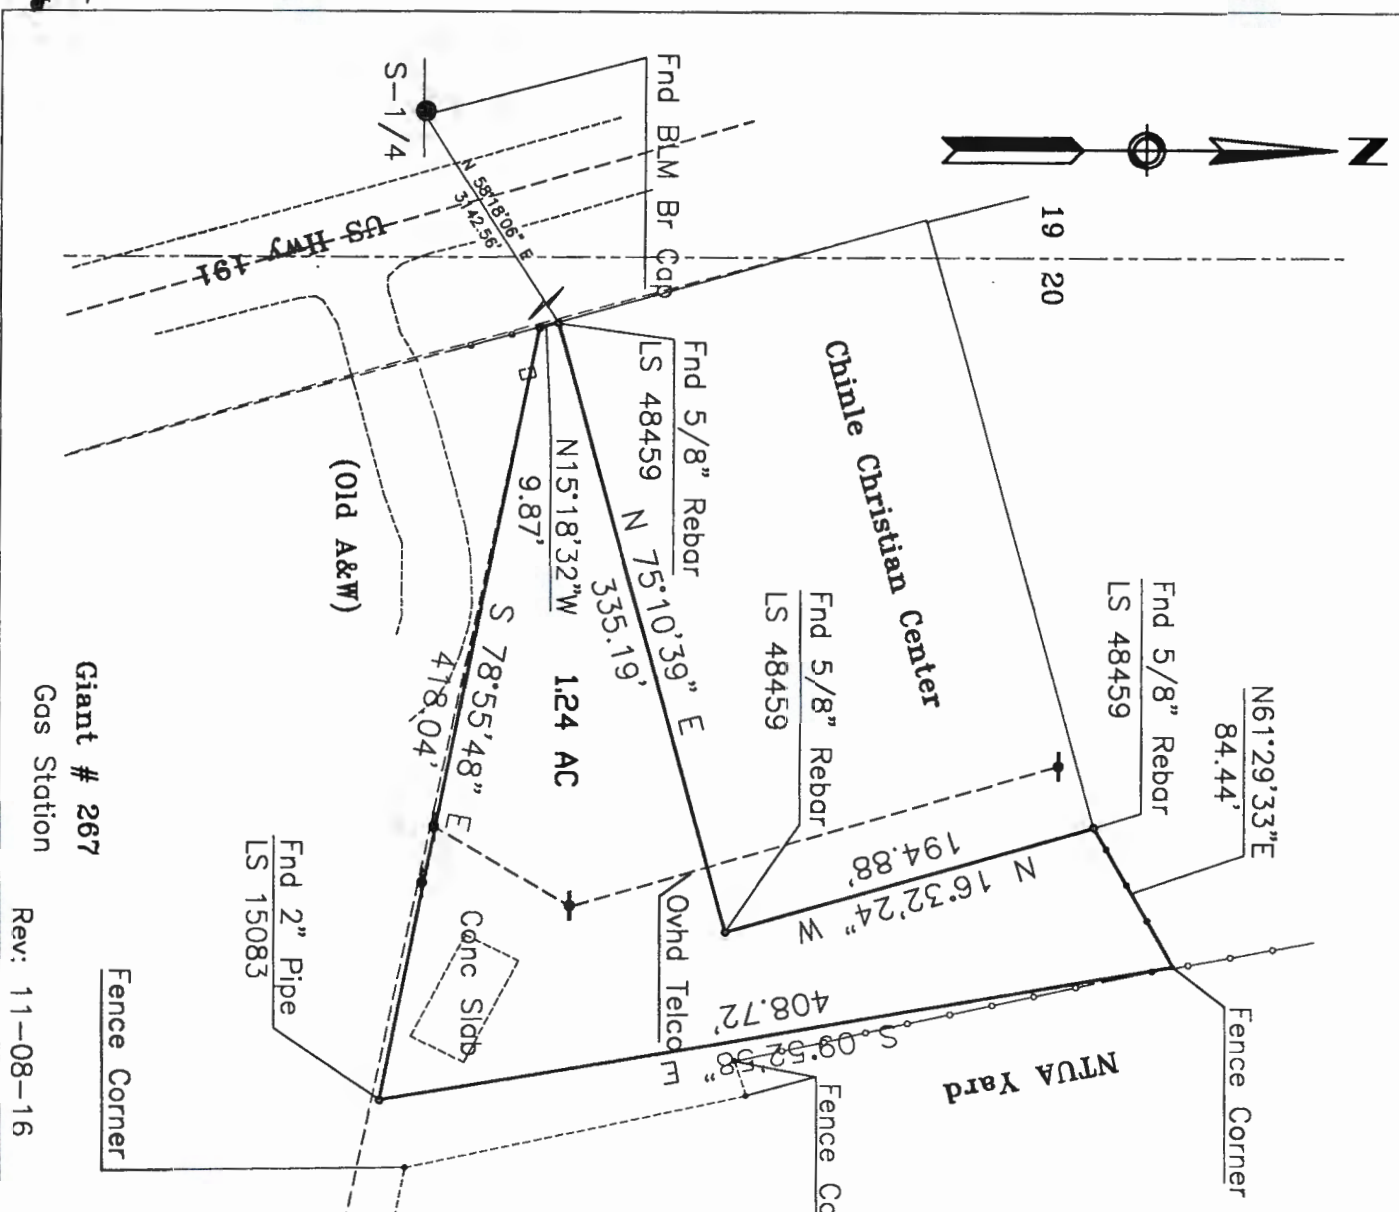 N
19
20
S-1/4
Fnd BLM Br Cap
N 58°18'06" E
3,142.56'
US Hwy 191
Chinle Christian Center
Fnd 5/8" Rebar
LS 48459
N 75°10'39" E
335.19'
N15°18'32"W
9.87'
(Old A&W)
S 78°55'48" E
418.04'
1.24 AC
Fnd 5/8" Rebar
LS 48459
Fnd 5/8" Rebar
LS 48459
N61°29'33"E
84.44'
N 16°32'24" W
194.88'
Ovhd Telco
S 09°52'58" E
408.72'
NTUA Yard
Fence Corner
Fence Co
Conc Slab
Fnd 2" Pipe
LS 15083
Fence Corner
Giant # 267
Gas Station
Rev: 11-08-16